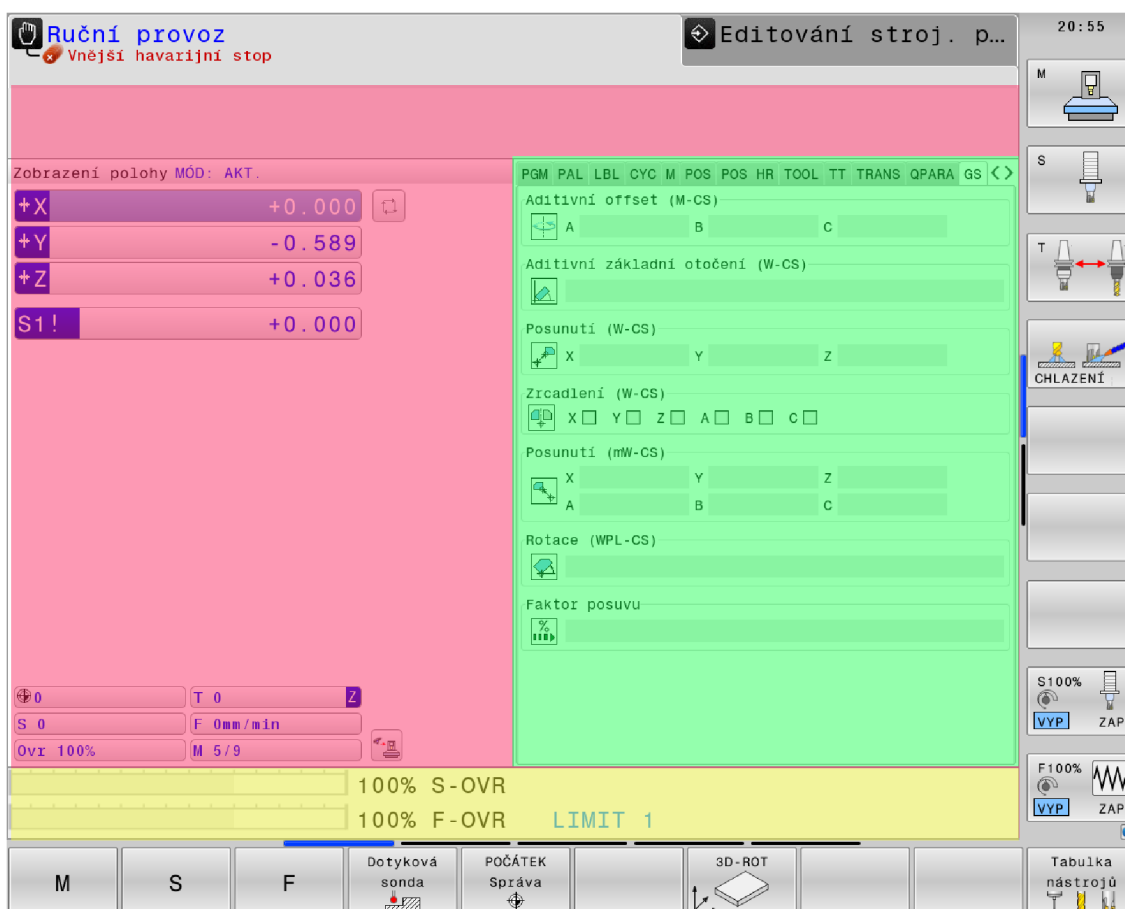 Ruční provoz
Vnější havarijní stop
Editování stroj. p...
20:55
M
S
T
CHLAZENÍ
S100%
VYP ZAP
F100%
VYP ZAP
Zobrazení polohy MÓD: AKT.
+X +0.000
+Y -0.589
+Z +0.036
S1! +0.000
0 T 0 Z
S 0 F 0mm/min
Ovr 100% M 5/9
PGM PAL LBL CYC M POS POS HR TOOL TT TRANS QPARA GS <>
Aditivní offset (M-CS)
A B C
Aditivní základní otočení (W-CS)
Posunutí (W-CS)
X Y Z
Zrcadlení (W-CS)
X Y Z A B C
Posunutí (mW-CS)
X Y Z
A B C
Rotace (WPL-CS)
Faktor posuvu
%
100% S-OVR
100% F-OVR LIMIT 1
M
S
F
Dotyková
sonda
POČÁTEK
Správa
3D-ROT
Tabulka
nástrojů